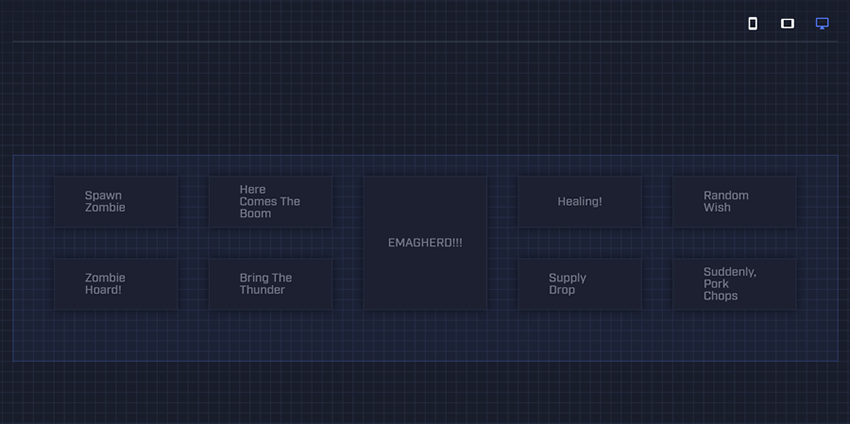 Spawn
Zombie
Here
Comes The
Boom
EMAGHERD!!!
Healing!
Random
Wish
Zombie
Hoard!
Bring The
Thunder
Supply
Drop
Suddenly,
Pork
Chops